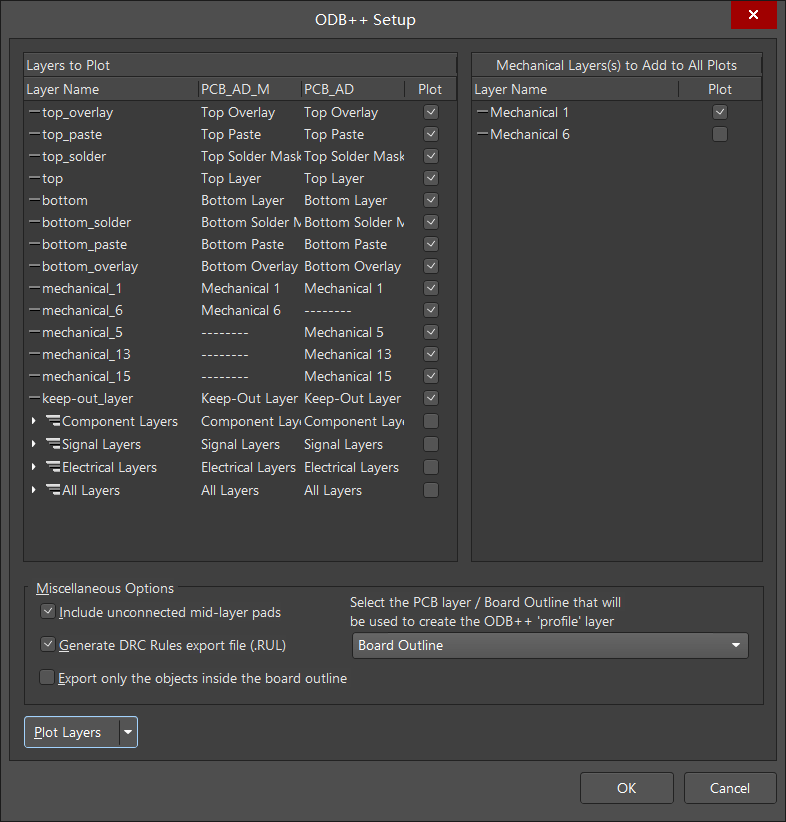 ODB++ Setup
Layers to Plot
Layer Name PCB_AD_M PCB_AD Plot
top_overlay Top Overlay Top Overlay
top_paste Top Paste Top Paste
top_solder Top Solder Mask Top Solder Mask
top Top Layer Top Layer
bottom Bottom Layer Bottom Layer
bottom_solder Bottom Solder M Bottom Solder M
bottom_paste Bottom Paste Bottom Paste
bottom_overlay Bottom Overlay Bottom Overlay
mechanical_1 Mechanical 1 Mechanical 1
mechanical_6 Mechanical 6 --------
mechanical_5 -------- Mechanical 5
mechanical_13 -------- Mechanical 13
mechanical_15 -------- Mechanical 15
keep-out_layer Keep-Out Layer Keep-Out Layer
Component Layers Component Laye Component Laye
Signal Layers Signal Layers Signal Layers
Electrical Layers Electrical Layers Electrical Layers
All Layers All Layers All Layers
Mechanical Layers(s) to Add to All Plots
Layer Name Plot
Mechanical 1
Mechanical 6
Miscellaneous Options
Include unconnected mid-layer pads
Generate DRC Rules export file (.RUL)
Export only the objects inside the board outline
Select the PCB layer / Board Outline that will
be used to create the ODB++ 'profile' layer
Board Outline
Plot Layers
OK Cancel